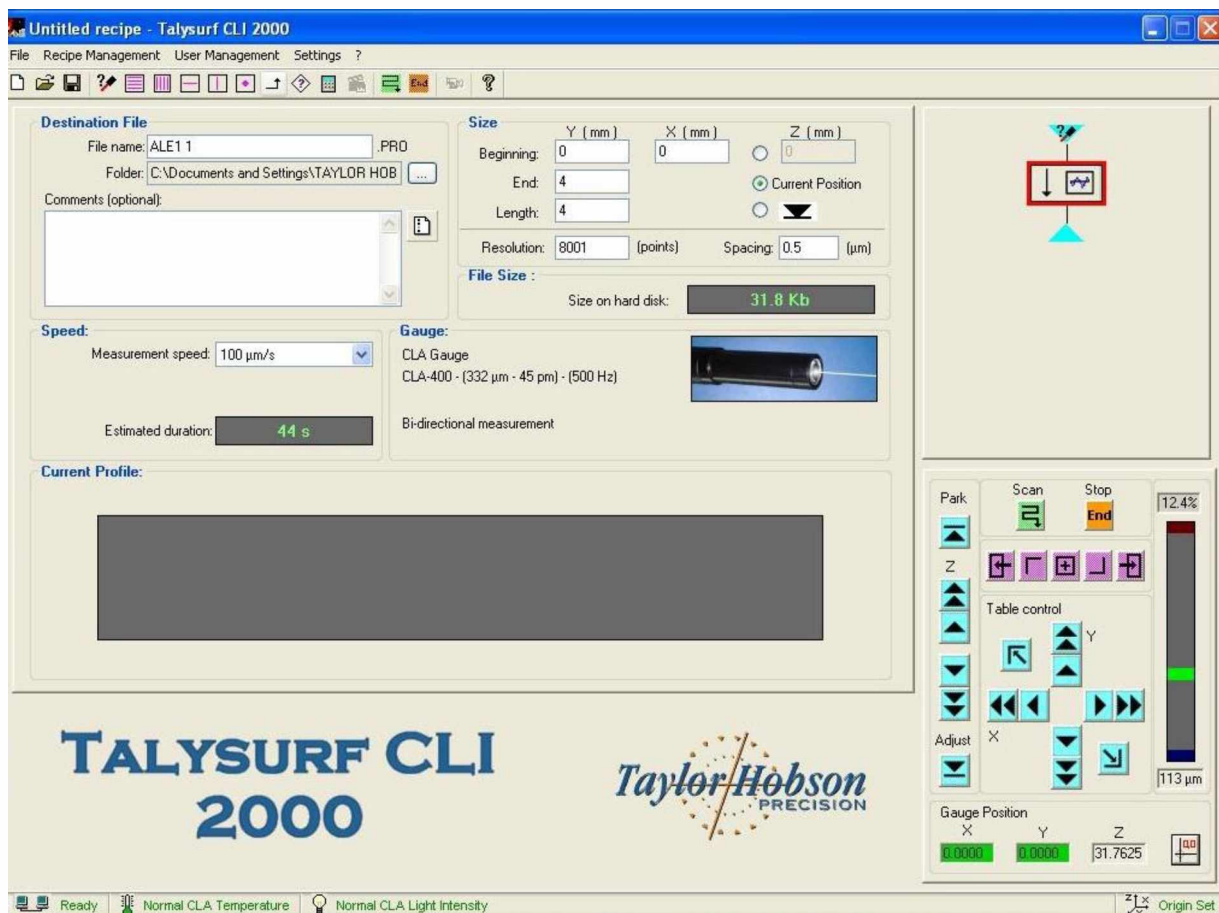 Untitled recipe - Talysurf CLI 2000
File Recipe Management User Management Settings ?
End
Destination File
File name: ALE1 1 .PRO
Folder: C:\Documents and Settings\TAYLOR HOB ...
Comments (optional):
Size
Y (mm) X (mm) Z (mm)
Beginning: 0 0 0
End: 4 Current Position
Length: 4
Resolution: 8001 (points) Spacing: 0.5 (µm)
File Size :
Size on hard disk: 31.8 Kb
Speed:
Measurement speed: 100 µm/s
Estimated duration: 44 s
Gauge:
CLA Gauge
CLA-400 - (332 µm - 45 pm) - (500 Hz)
Bi-directional measurement
Current Profile:
TALYSURF CLI
2000
Taylor Hobson
PRECISION
Park Scan Stop 12.4%
End
Z
Table control
Y
X
Adjust
113 µm
Gauge Position
X Y Z
0.0000 0.0000 31.7625 0,0
Ready Normal CLA Temperature Normal CLA Light Intensity Origin Set